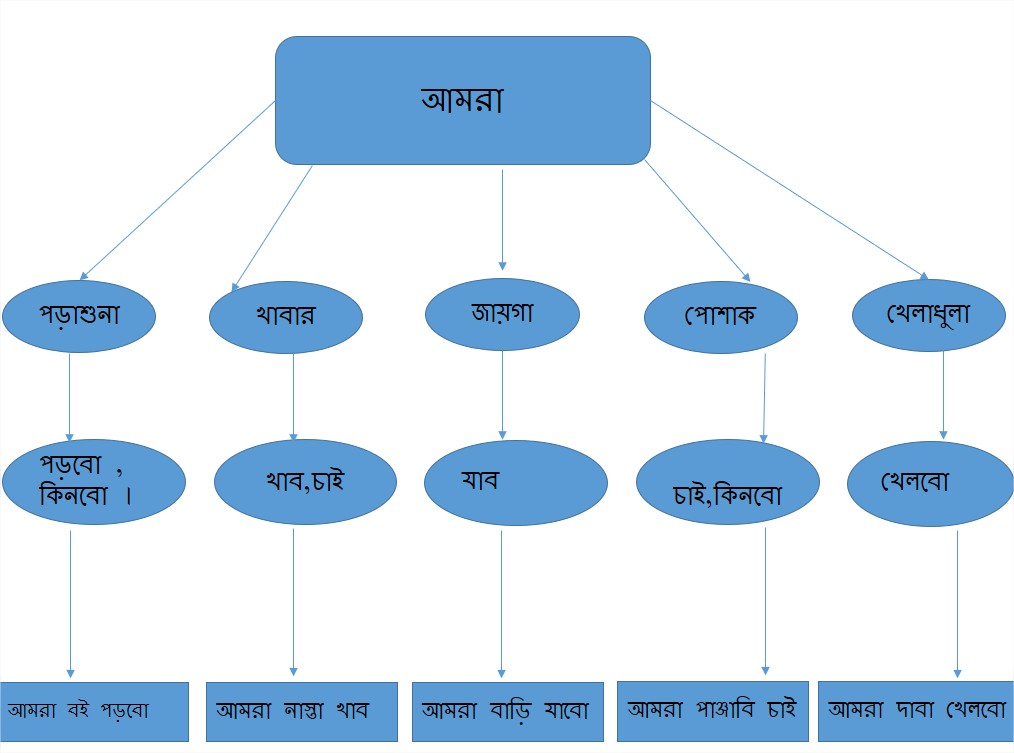 আমরা
পড়াশুনা
খাবার
জায়গা
পোশাক
খেলাধুলা
পড়বো ,
কিনবো ।
খাব,চাই
যাব
চাই,কিনবো
খেলবো
আমরা বই পড়বো
আমরা নাস্তা খাব
আমরা বাড়ি যাবো
আমরা পাঞ্জাবি চাই
আমরা দাবা খেলবো